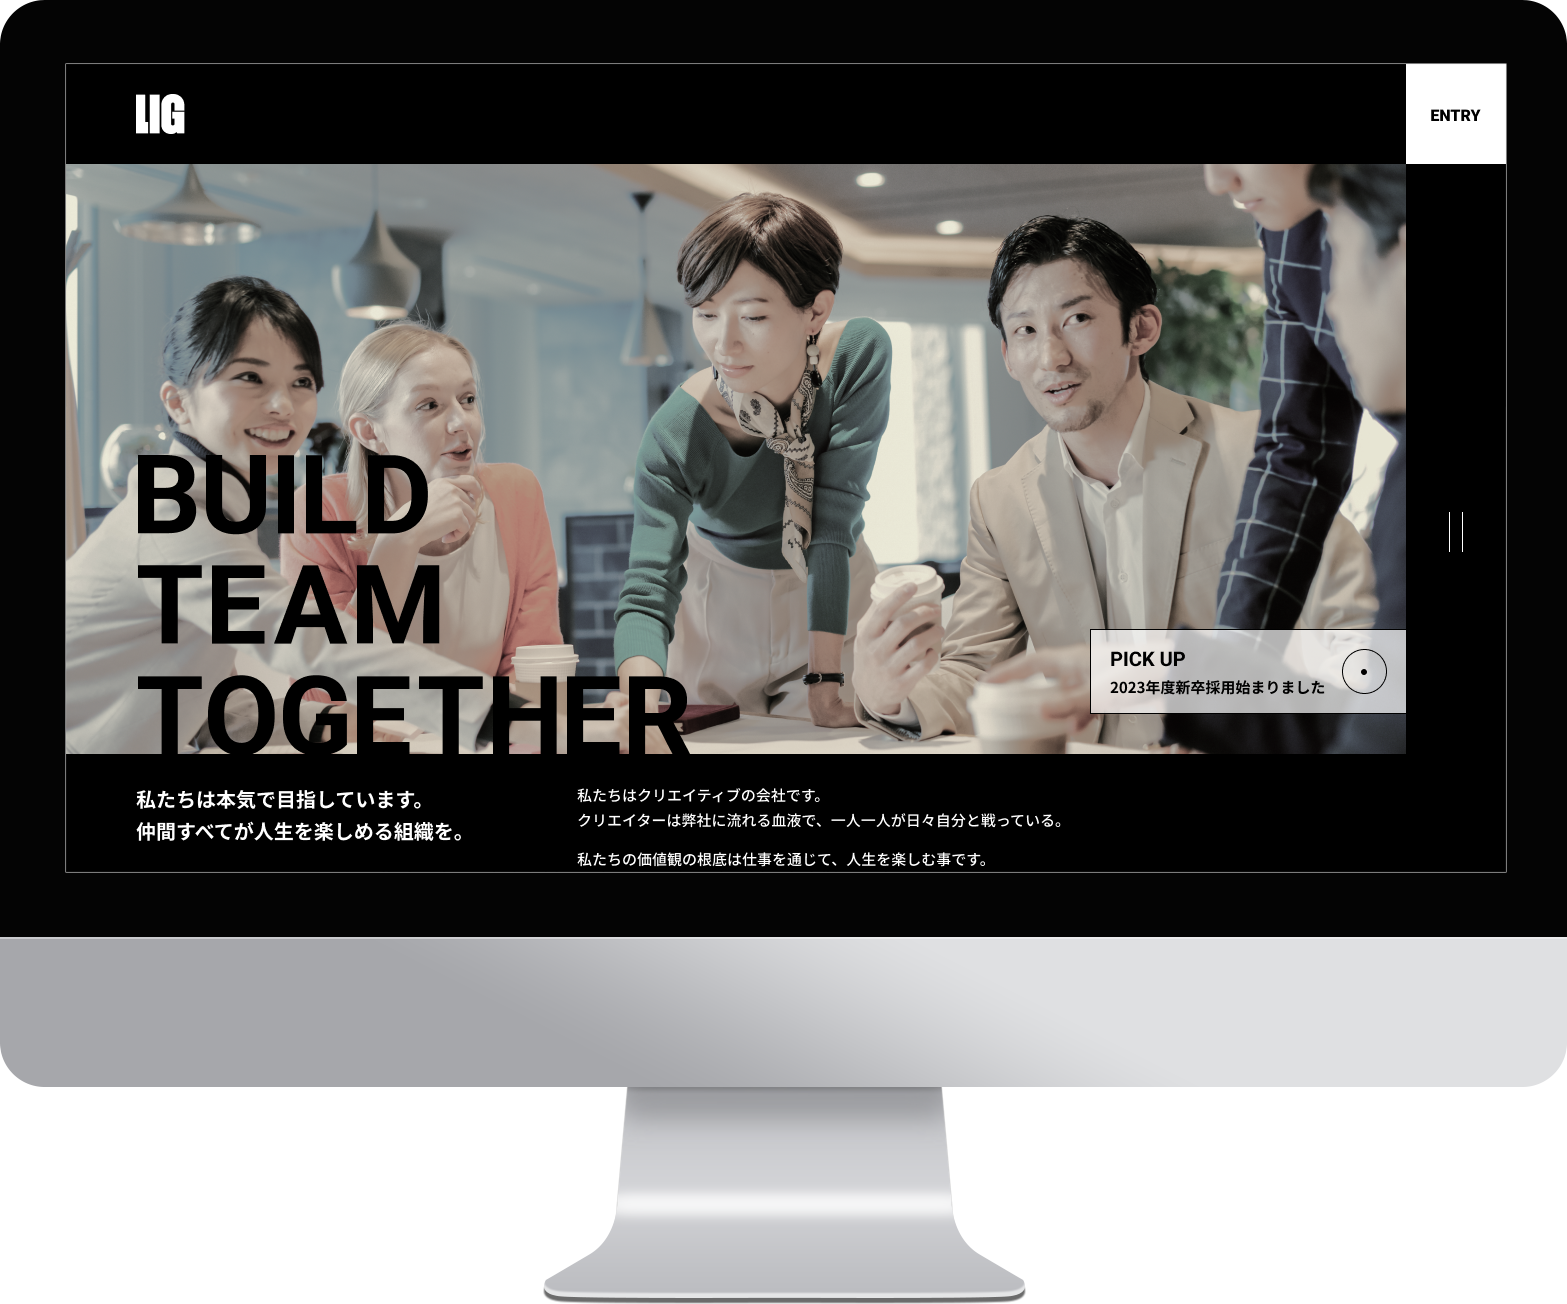 LIG
ENTRY
BUILD
TEAM
TOGETHER
PICK UP
2023年度新卒採用始まりました
私たちは本気で目指しています。
仲間すべてが人生を楽しめる組織を。
私たちはクリエイティブの会社です。
クリエイターは弊社に流れる血液で、一人一人が日々自分と戦っている。
私たちの価値観の根底は仕事を通じて、人生を楽しむ事です。